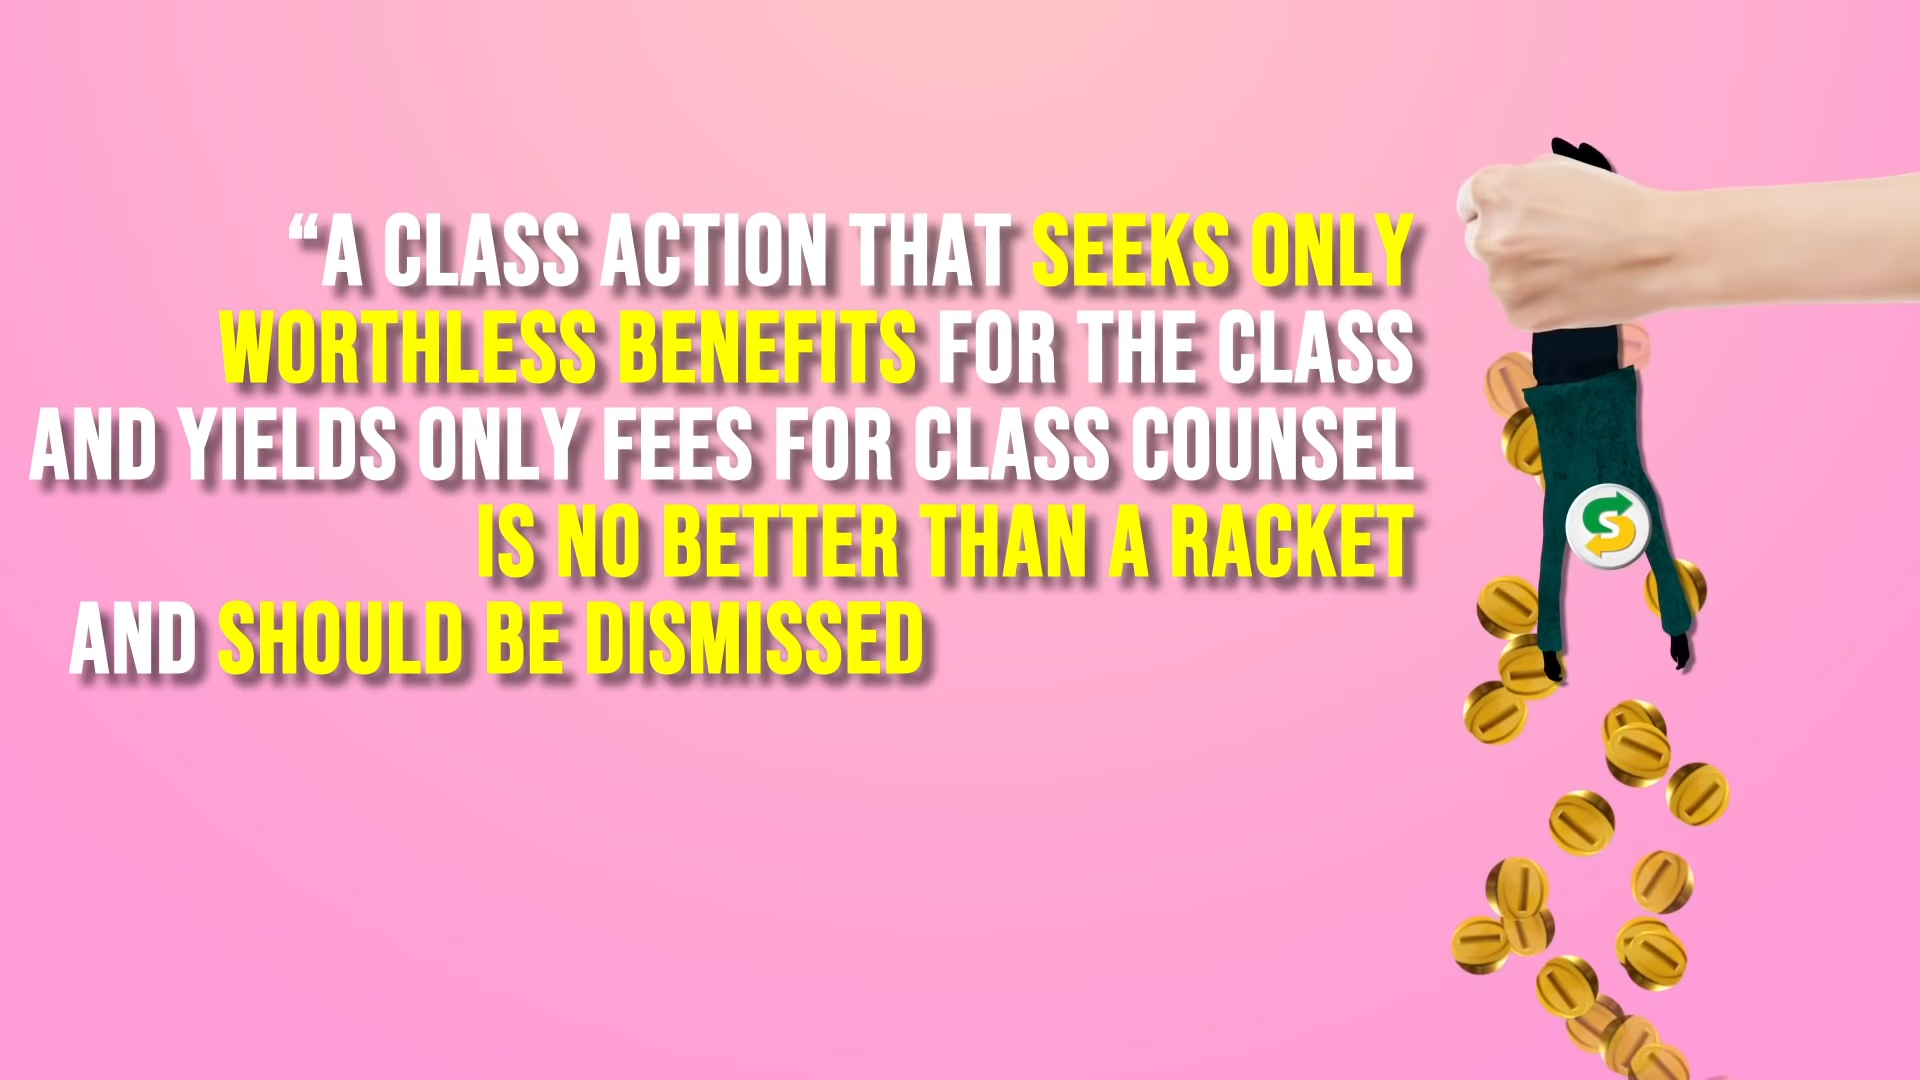 “A CLASS ACTION THAT SEEKS ONLY
WORTHLESS BENEFITS FOR THE CLASS
AND YIELDS ONLY FEES FOR CLASS COUNSEL
IS NO BETTER THAN A RACKET
AND SHOULD BE DISMISSED
S